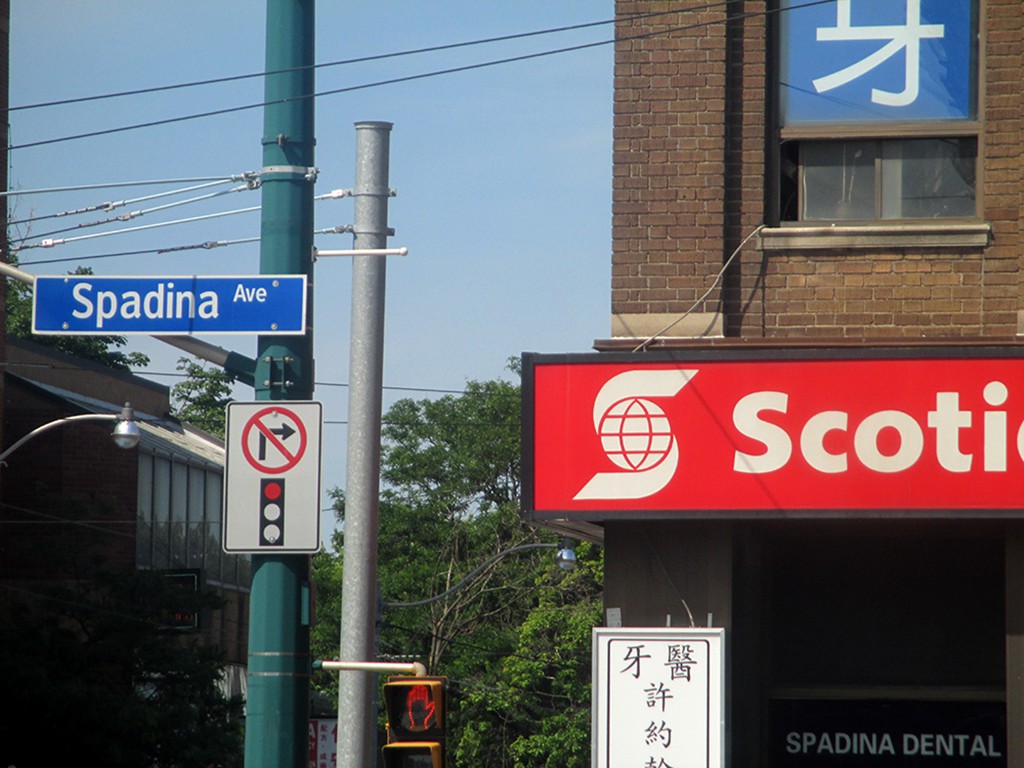 牙
Spadina Ave
Scoti
牙 醫
許
約
SPADINA DENTAL